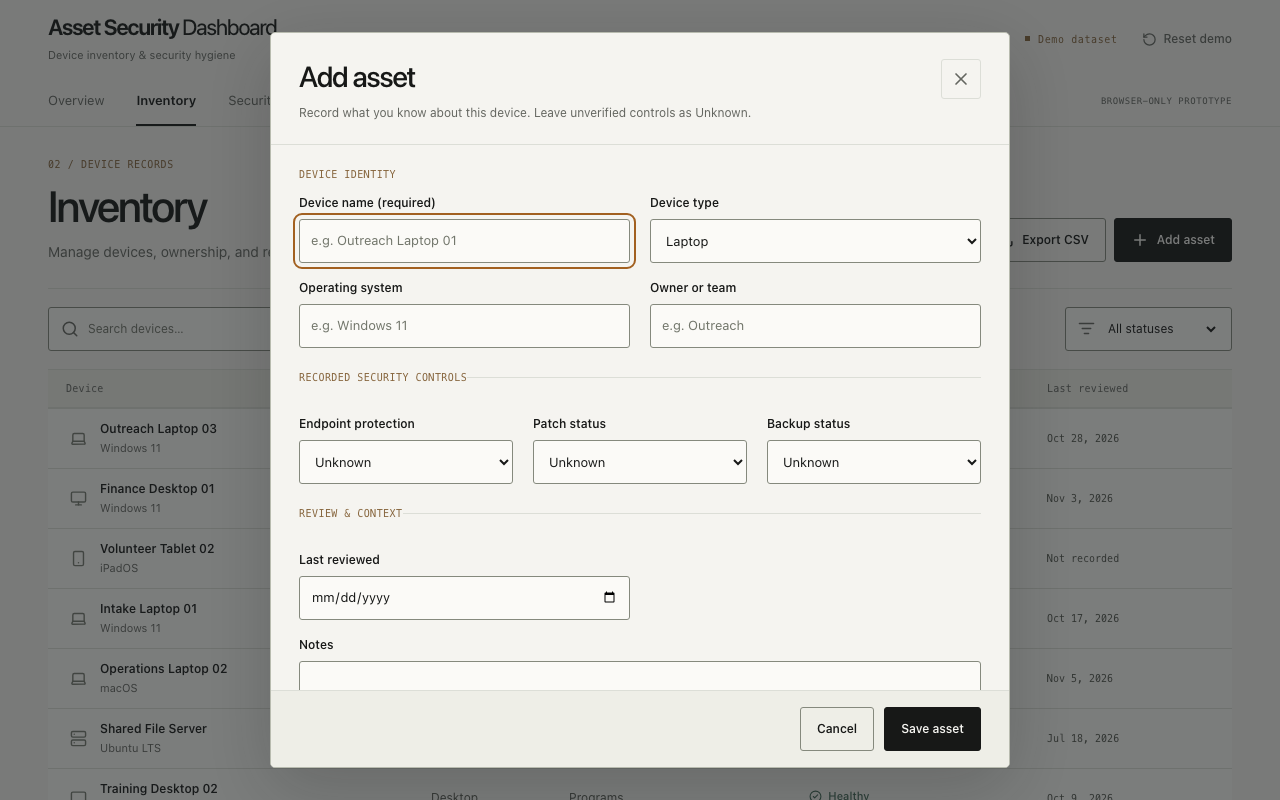 Asset Security Dashboard
Device inventory & security hygiene
Demo dataset
Reset demo
Overview
Inventory
BROWSER-ONLY PROTOTYPE
02 / DEVICE RECORDS
Inventory
Manage devices, ownership, and
Export CSV
Add asset
Search devices...
All statuses
Device
Last reviewed
Outreach Laptop 03
Windows 11
Oct 28, 2026
Finance Desktop 01
Windows 11
Nov 3, 2026
Volunteer Tablet 02
iPadOS
Not recorded
Intake Laptop 01
Windows 11
Oct 17, 2026
Operations Laptop 02
macOS
Nov 5, 2026
Shared File Server
Ubuntu LTS
Jul 18, 2026
Training Desktop 02
Desktop
Programs
Healthy
Oct 9, 2026
Add asset
Record what you know about this device. Leave unverified controls as Unknown.
DEVICE IDENTITY
Device name (required)
e.g. Outreach Laptop 01
Device type
Laptop
Operating system
e.g. Windows 11
Owner or team
e.g. Outreach
RECORDED SECURITY CONTROLS
Endpoint protection
Unknown
Patch status
Unknown
Backup status
Unknown
REVIEW & CONTEXT
Last reviewed
mm/dd/yyyy
Notes
Cancel
Save asset